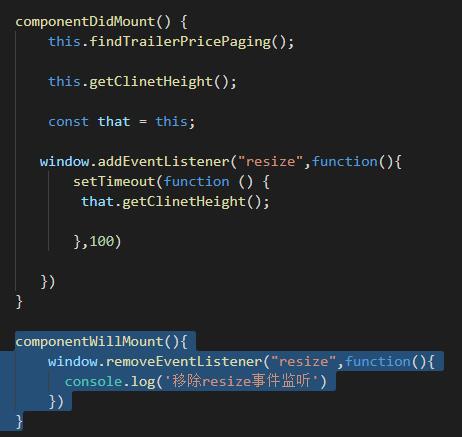 componentDidMount() {
this.findTrailerPricePaging();
this.getClinetHeight();
const that = this;
window.addEventListener("resize",function(){
setTimeout(function () {
that.getClinetHeight();
},100)
})
}
componentWillMount(){
window.removeEventListener("resize",function(){
console.log('移除resize事件监听')
})
}